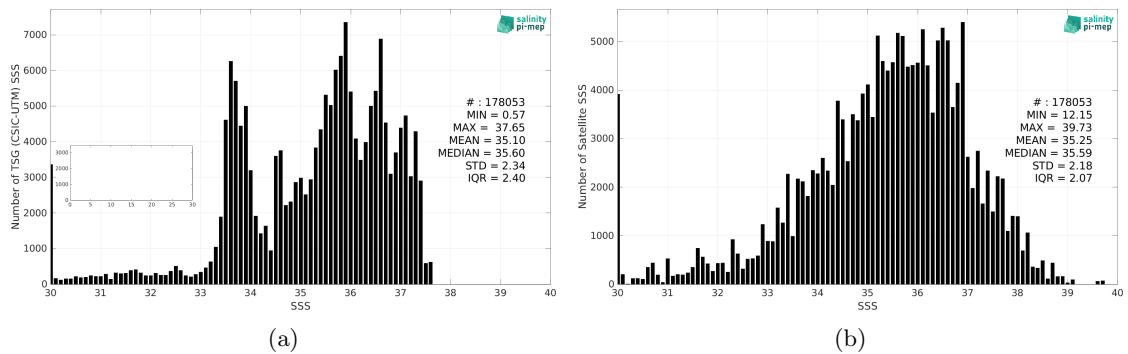 salinity
pi-mep
7000
6000
5000
4000
3000
2000
1000
0
Number of TSG (CSIC-UTM) SSS
# : 178053
MIN = 0.57
MAX = 37.65
MEAN = 35.10
MEDIAN = 35.60
STD = 2.34
IQR = 2.40
3000
2000
1000
0
0 5 10 15 20 25 30
30 31 32 33 34 35 36 37 38 39 40
SSS
(a)
salinity
pi-mep
5000
4000
3000
2000
1000
0
Number of Satellite SSS
# : 178053
MIN = 12.15
MAX = 39.73
MEAN = 35.25
MEDIAN = 35.59
STD = 2.18
IQR = 2.07
30 31 32 33 34 35 36 37 38 39 40
SSS
(b)